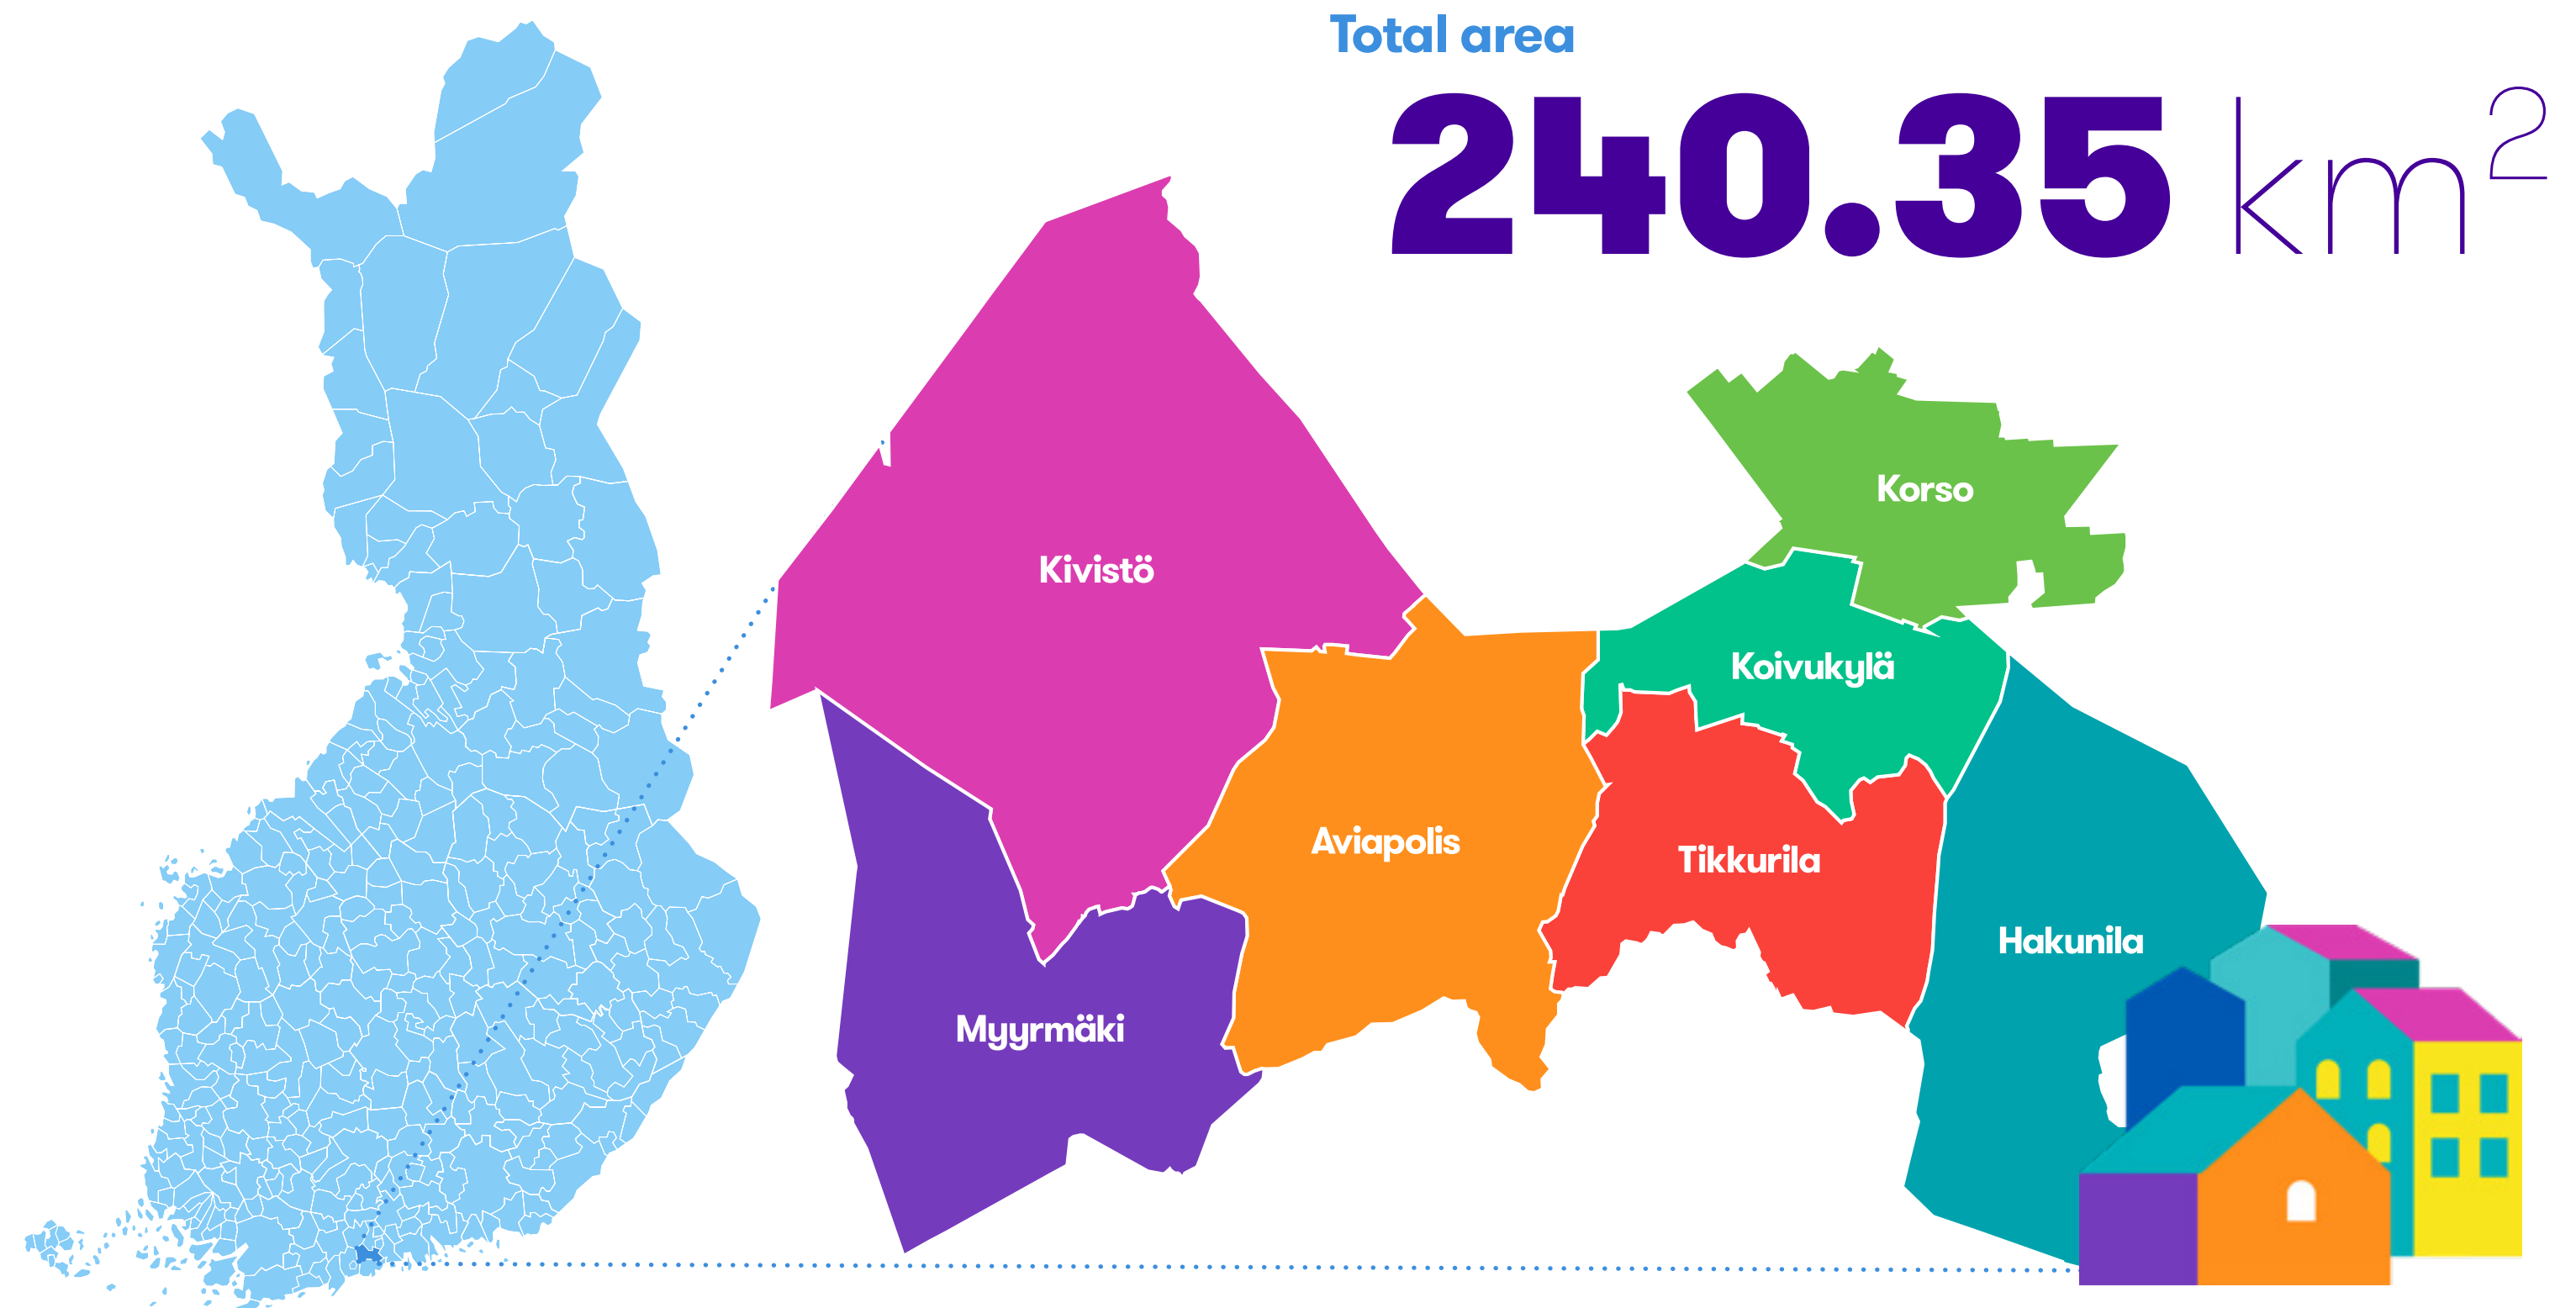 Total area
240.35 km²
Korso
Kivistö
Koivukylä
Aviapolis
Tikkurila
Hakunila
Myyrmäki